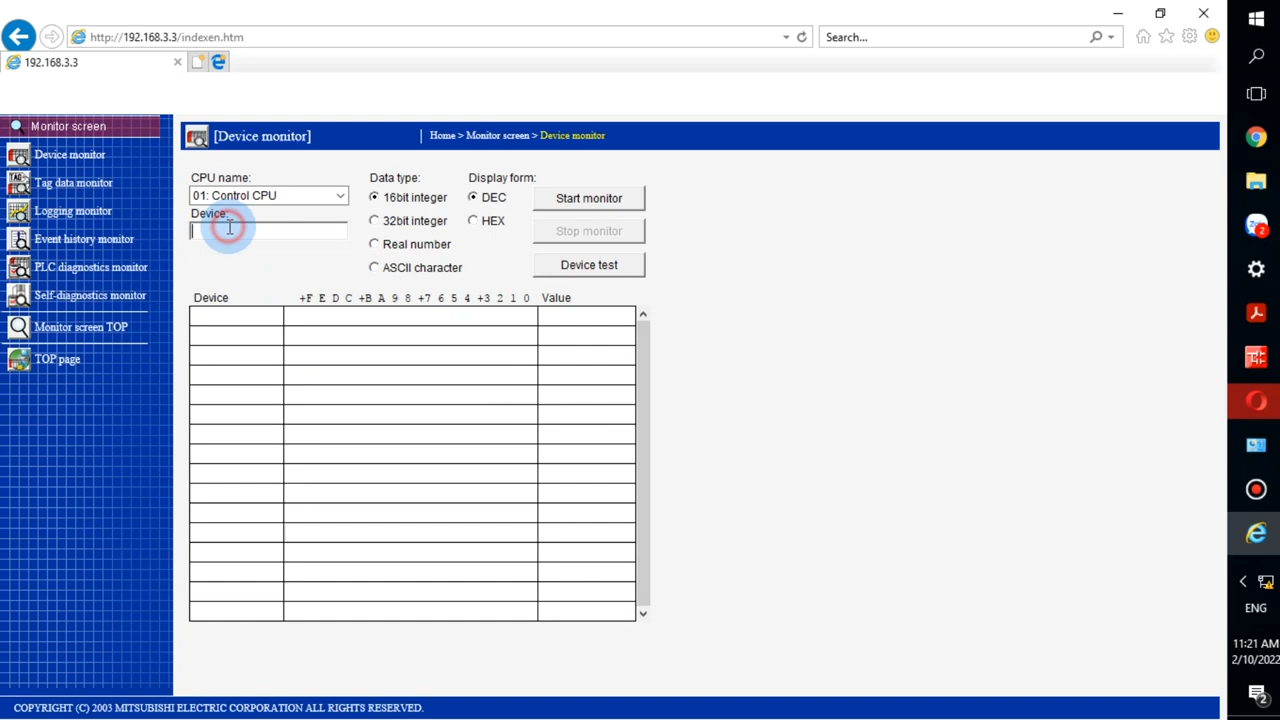 http://192.168.3.3/indexen.htm
Search...
192.168.3.3
Monitor screen
Device monitor
Tag data monitor
Logging monitor
Event history monitor
PLC diagnostics monitor
Self-diagnostics monitor
Monitor screen TOP
TOP page
[Device monitor]
Home > Monitor screen > Device monitor
CPU name:
01: Control CPU
Device:
Data type:
16bit integer
32bit integer
Real number
ASCII character
Display form:
DEC
HEX
Start monitor
Stop monitor
Device test
Device +F E D C +B A 9 8 +7 6 5 4 +3 2 1 0 Value
COPYRIGHT (C) 2003 MITSUBISHI ELECTRIC CORPORATION ALL RIGHTS RESERVED.
2
ENG
11:21 AM
2/10/2022
2